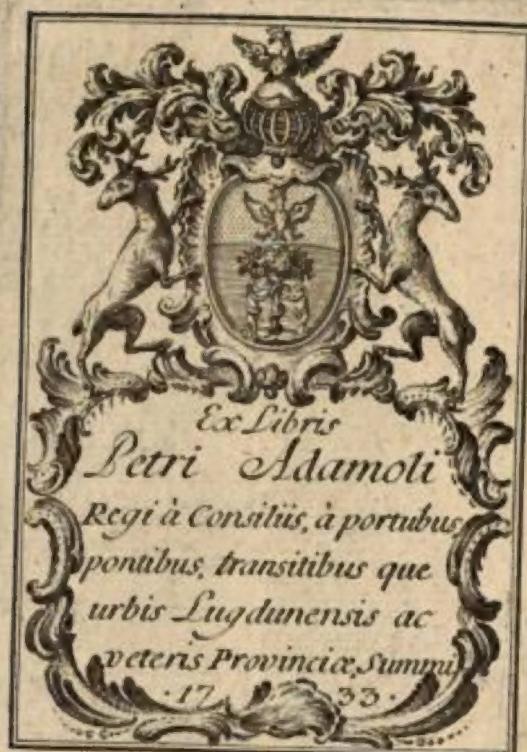 Ex Libris
Petri Adamoli
Regi à Consiliis, à portubus
pontibus, transitibus que
urbis Lugdunensis ac
veteris Provinciæ, Summi
· 17 33 ·